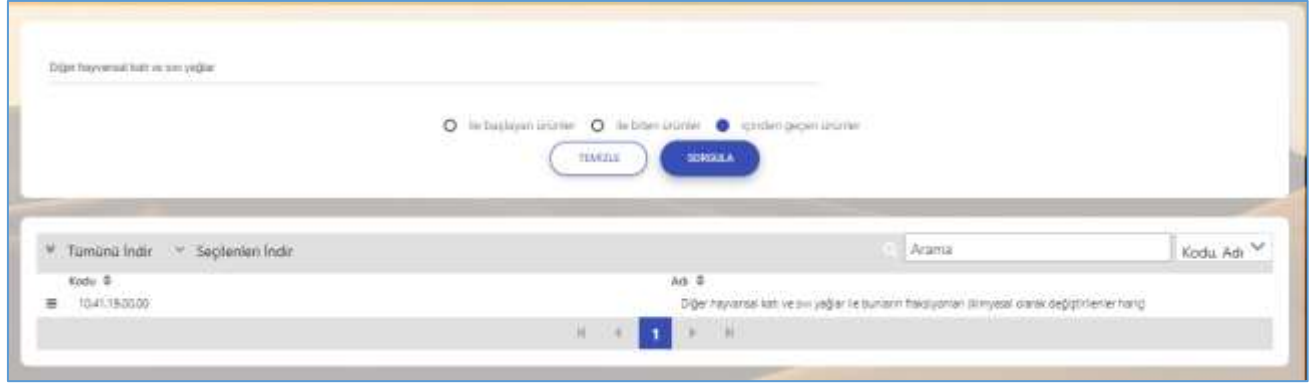 Diğer hayvansal katı ve sıvı yağlar
ile başlayan ürünler ile biten ürünler içinden geçen ürünler
TEMİZLE SORGULA
Tümünü İndir Seçilenleri İndir Arama Kodu, Adı
Kodu Adı
10.41.19.00.00 Diğer hayvansal katı ve sıvı yağlar ile bunların fraksiyonları (kimyasal olarak değiştirilenler hariç)
1